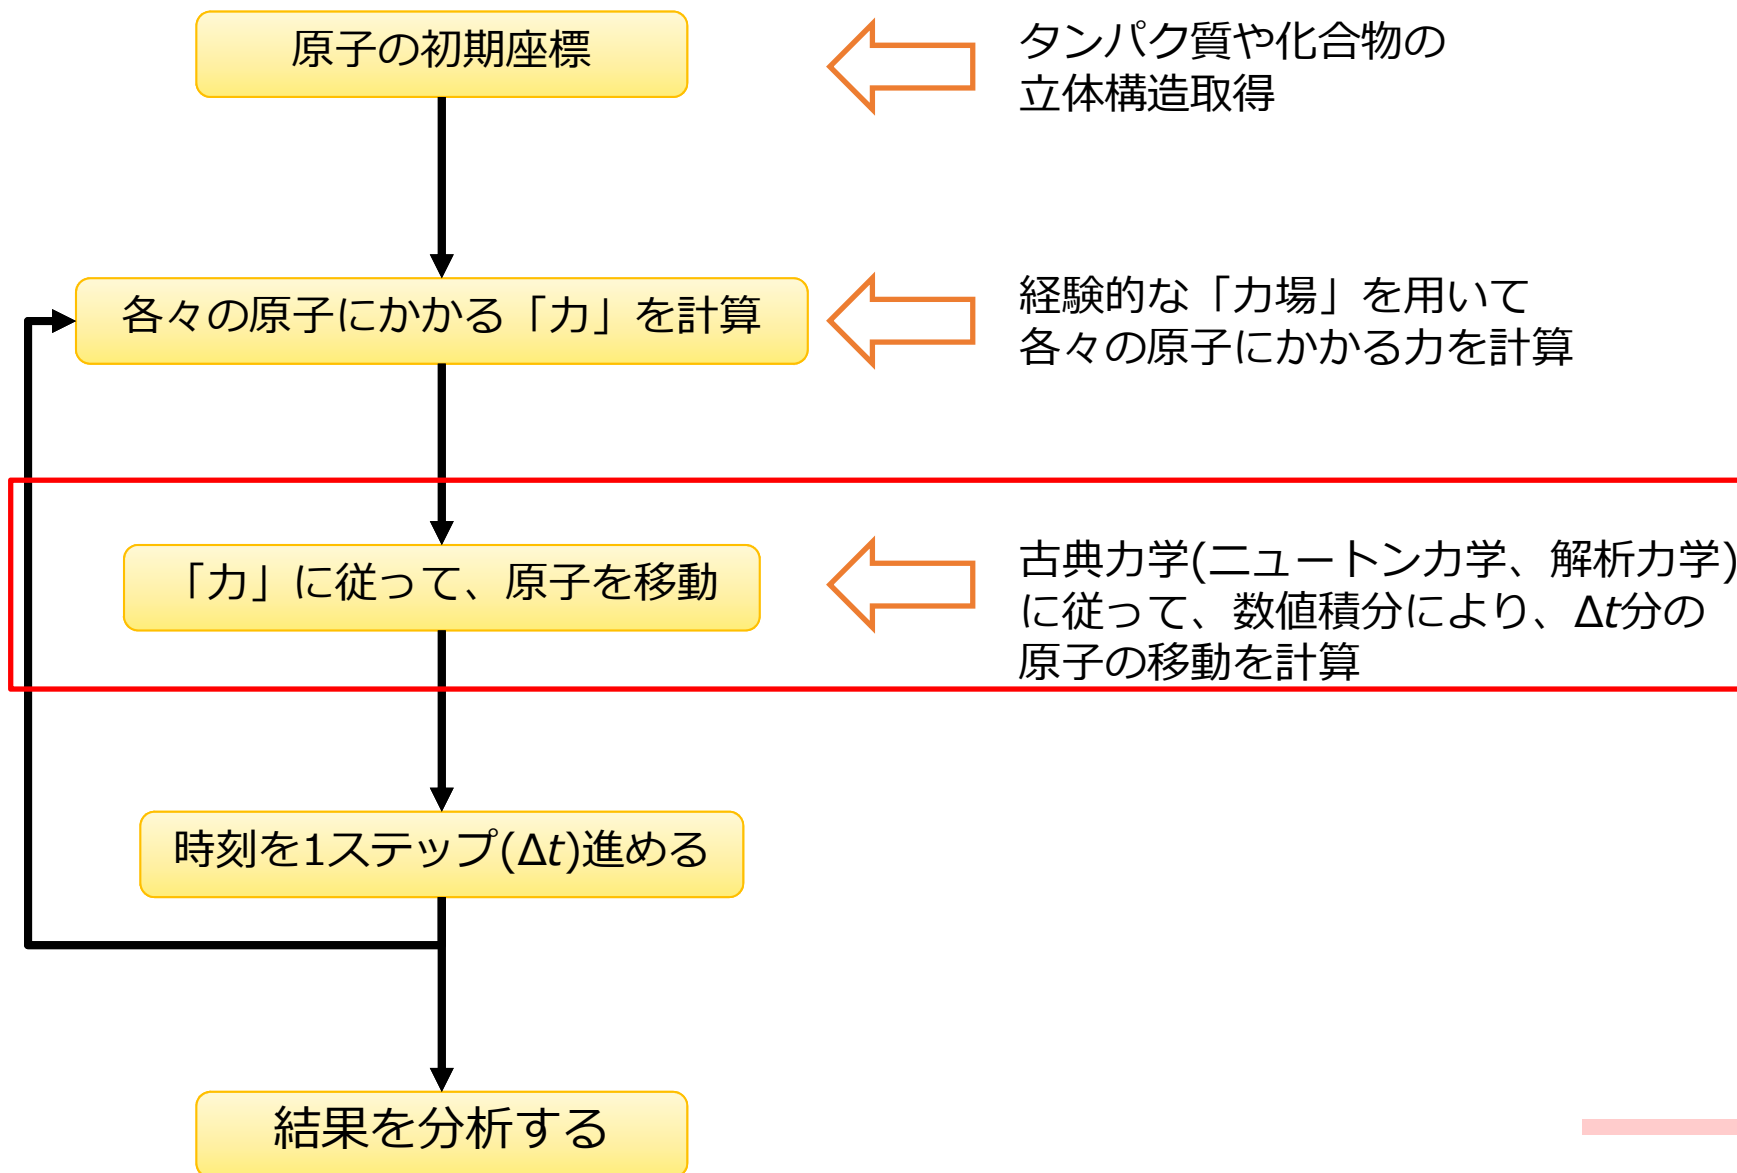 原子の初期座標
タンパク質や化合物の
立体構造取得
各々の原子にかかる「力」を計算
経験的な「力場」を用いて
各々の原子にかかる力を計算
「力」に従って、原子を移動
古典力学(ニュートン力学、解析力学)
に従って、数値積分により、Δt分の
原子の移動を計算
時刻を1ステップ(Δt)進める
結果を分析する